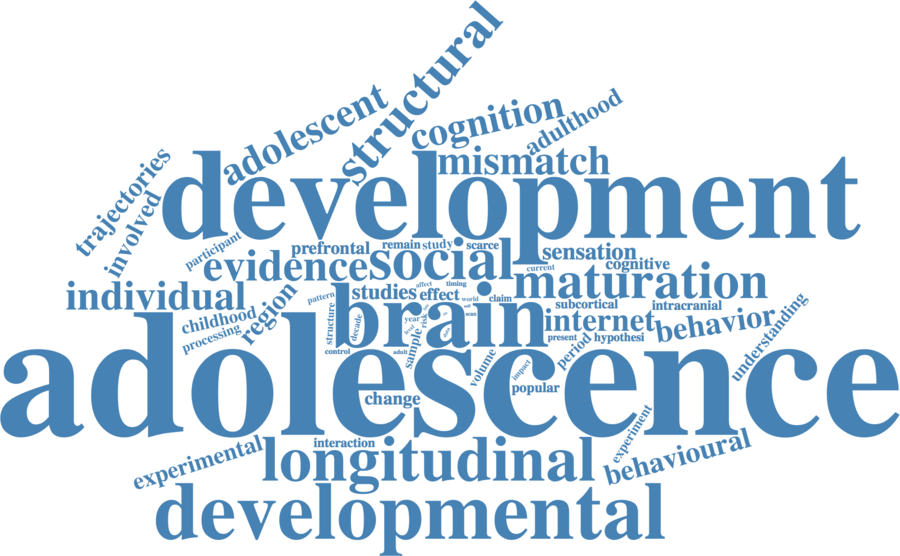 structural
adolescent
cognition
adulthood
mismatch
trajectories
development
involved
participant
prefrontal
remain
study
scarce
sensation
evidence
social
current
cognitive
affect
timing
maturation
individual
region
pattern
studies
effect
world
claim
subcortical
intracranial
childhood
structure
decade
brain
year
risk
scan
internet
behavior
understanding
processing
control
adult
sample
present
hypothesi
period
adolescence
volume
impact
popular
change
experimental
interaction
longitudinal
experiment
behavioural
developmental